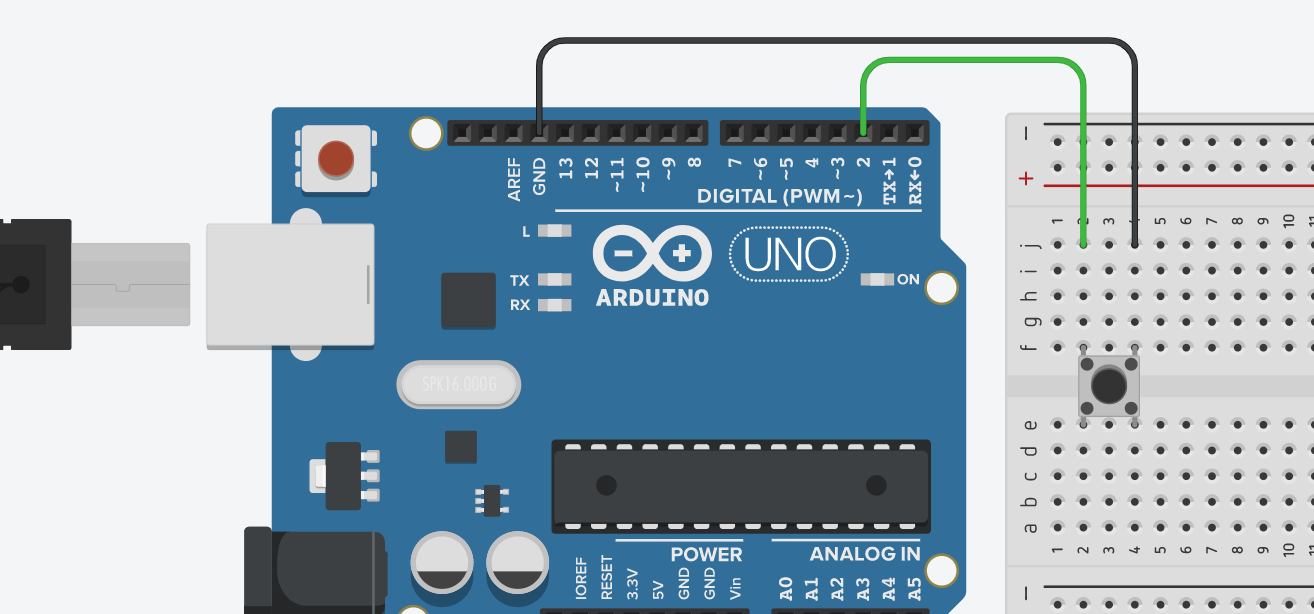 AREF
GND
13
12
~11
~10
~9
8
7
~6
~5
4
~3
2
TX→1
RX←0
DIGITAL (PWM~)
L
TX
RX
UNO
ON
ARDUINO
SPK16.000G
POWER
ANALOG IN
IOREF
RESET
3.3V
5V
GND
GND
Vin
A0
A1
A2
A3
A4
A5
−
+
1 2 3 4 5 6 7 8 9 10 11
j
i
h
g
f
e
d
c
b
a
1 2 3 4 5 6 7 8 9 10 11
−